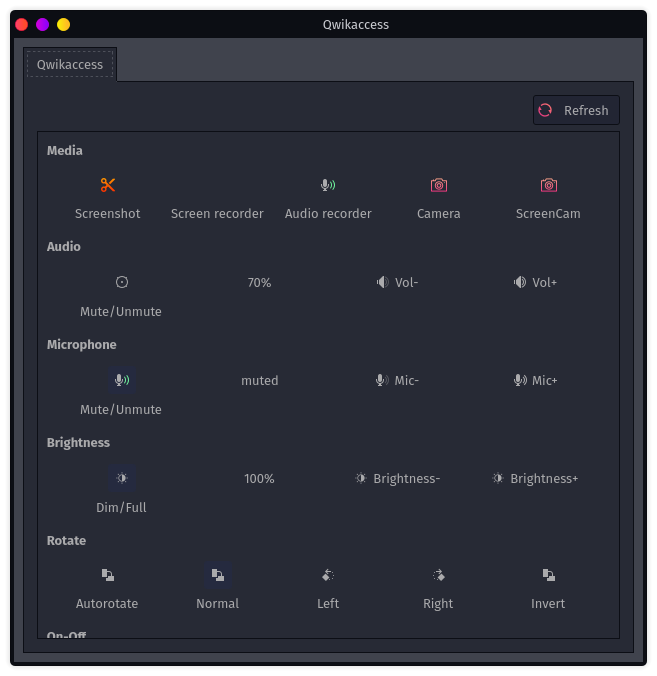 Qwikaccess
Qwikaccess
Refresh
Media
Screenshot Screen recorder Audio recorder Camera ScreenCam
Audio
70% Vol- Vol+
Mute/Unmute
Microphone
muted Mic- Mic+
Mute/Unmute
Brightness
100% Brightness- Brightness+
Dim/Full
Rotate
Autorotate Normal Left Right Invert
On-Off